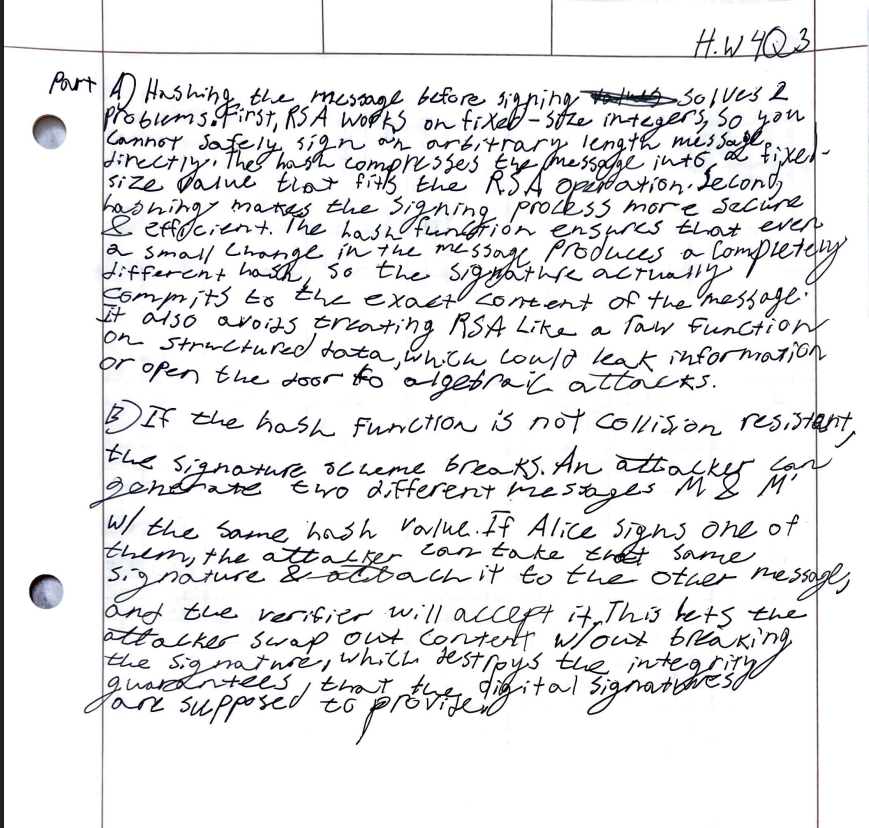 H.W 4Q3
Part A) Hashing the message before signing solves 2
problems. First, RSA works on fixed-size integers, so you
cannot safely sign an arbitrary length message
directly. The hash compresses the message into a fixed-
size value that fits the RSA operation. Second,
hashing makes the signing process more secure
& efficient. The hash function ensures that even
a small change in the message produces a completely
different hash, so the signature actually
commits to the exact content of the message.
It also avoids treating RSA like a raw function
on structured data, which could leak information
or open the door to algebraic attacks.
B) If the hash function is not collision resistant,
the signature scheme breaks. An attacker can
generate two different messages M & M'
w/ the same hash value. If Alice signs one of
them, the attacker can take that same
signature & attach it to the other message,
and the verifier will accept it. This lets the
attacker swap out content w/out breaking
the signature, which destroys the integrity
guarantees that the digital signatures
are supposed to provide.